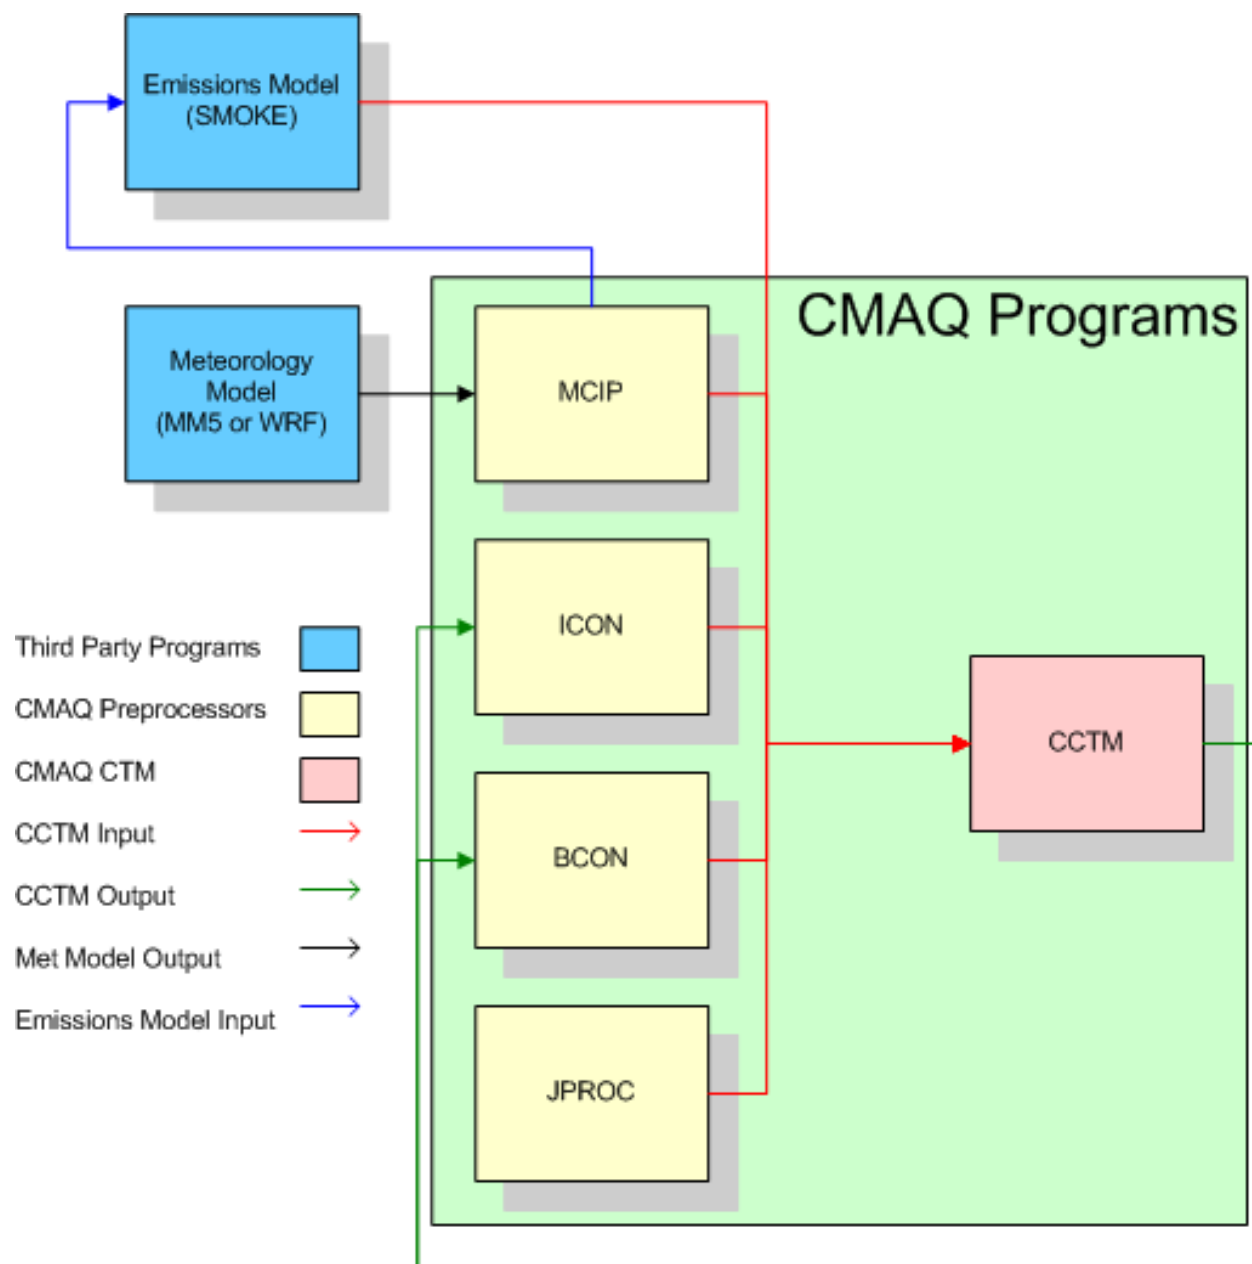 Emissions Model
(SMOKE)
CMAQ Programs
Meteorology
Model
(MM5 or WRF)
MCIP
ICON
Third Party Programs
CMAQ Preprocessors
CMAQ CTM
CCTM
CCTM Input
BCON
CCTM Output
Met Model Output
Emissions Model Input
JPROC